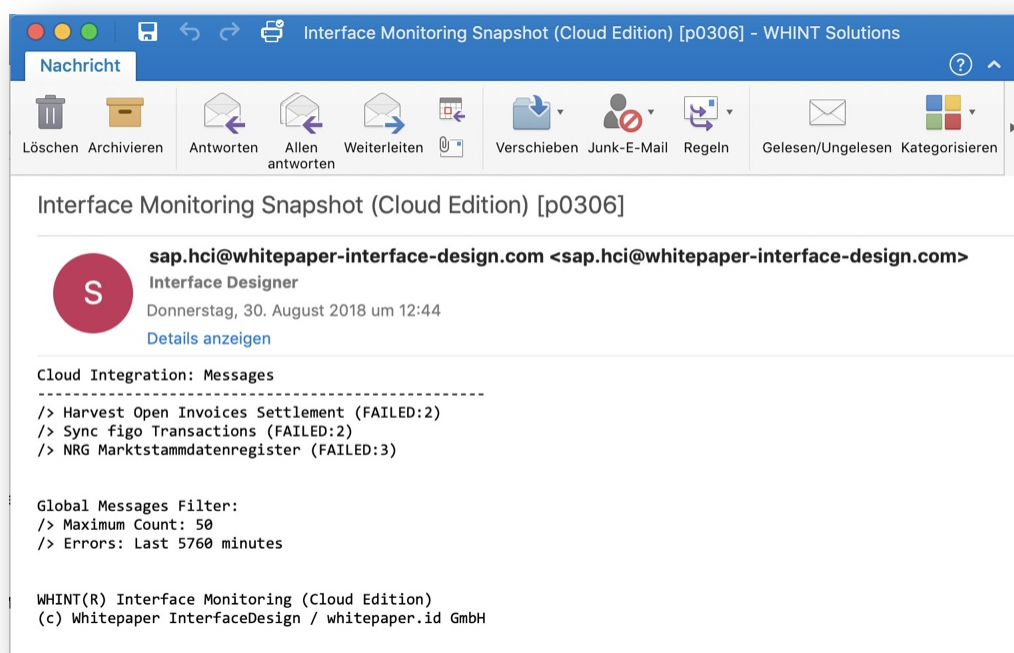 Interface Monitoring Snapshot (Cloud Edition) [p0306] - WHINT Solutions
Nachricht
?
Löschen
Archivieren
Antworten
Allen
antworten
Weiterleiten
Verschieben
Junk-E-Mail
Regeln
Gelesen/Ungelesen
Kategorisieren
Interface Monitoring Snapshot (Cloud Edition) [p0306]
S
sap.hci@whitepaper-interface-design.com <sap.hci@whitepaper-interface-design.com>
Interface Designer
Donnerstag, 30. August 2018 um 12:44
Details anzeigen
Cloud Integration: Messages
---------------------------------------------------
/> Harvest Open Invoices Settlement (FAILED:2)
/> Sync figo Transactions (FAILED:2)
/> NRG Marktstammdatenregister (FAILED:3)
Global Messages Filter:
/> Maximum Count: 50
/> Errors: Last 5760 minutes
WHINT(R) Interface Monitoring (Cloud Edition)
(c) Whitepaper InterfaceDesign / whitepaper.id GmbH